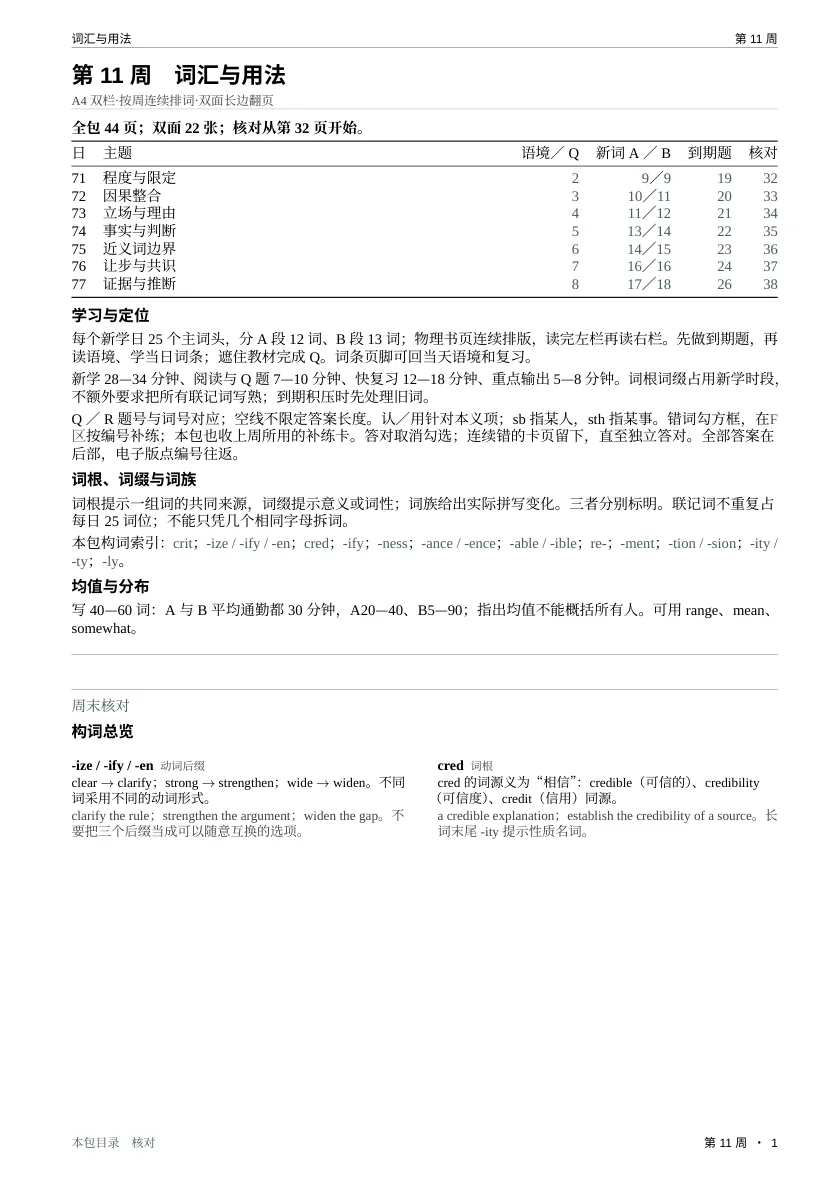 词汇与用法 第 11 周
第 11 周　词汇与用法
A4 双栏·按周连续排词·双面长边翻页
全包 44 页；双面 22 张；核对从第 32 页开始。
日 主题 语境／ Q 新词 A ／ B 到期题 核对
71 程度与限定 2 9／9 19 32
72 因果整合 3 10／11 20 33
73 立场与理由 4 11／12 21 34
74 事实与判断 5 13／14 22 35
75 近义词边界 6 14／15 23 36
76 让步与共识 7 16／16 24 37
77 证据与推断 8 17／18 26 38
学习与定位
每个新学日 25 个主词头，分 A 段 12 词、B 段 13 词；物理书页连续排版，读完左栏再读右栏。先做到期题，再
读语境、学当日词条；遮住教材完成 Q。词条页脚可回当天语境和复习。
新学 28—34 分钟、阅读与 Q 题 7—10 分钟、快复习 12—18 分钟、重点输出 5—8 分钟。词根词缀占用新学时段，
不额外要求把所有联记词写熟；到期积压时先处理旧词。
Q ／ R 题号与词号对应；空线不限定答案长度。认／用针对本义项；sb 指某人，sth 指某事。错词勾方框，在F
区按编号补练；本包也收上周所用的补练卡。答对取消勾选；连续错的卡页留下，直至独立答对。全部答案在
后部，电子版点编号往返。
词根、词缀与词族
词根提示一组词的共同来源，词缀提示意义或词性；词族给出实际拼写变化。三者分别标明。联记词不重复占
每日 25 词位；不能只凭几个相同字母拆词。
本包构词索引：crit；-ize / -ify / -en；cred；-ify；-ness；-ance / -ence；-able / -ible；re-；-ment；-tion / -sion；-ity /
-ty；-ly。
均值与分布
写 40—60 词：A 与 B 平均通勤都 30 分钟，A20—40、B5—90；指出均值不能概括所有人。可用 range、mean、
somewhat。
周末核对
构词总览
-ize / -ify / -en 动词后缀
clear → clarify；strong → strengthen；wide → widen。不同
词采用不同的动词形式。
clarify the rule；strengthen the argument；widen the gap。不
要把三个后缀当成可以随意互换的选项。
cred 词根
cred 的词源义为“相信”：credible（可信的）、credibility
（可信度）、credit（信用）同源。
a credible explanation；establish the credibility of a source。长
词末尾 -ity 提示性质名词。
本包目录　核对 第 11 周 · 1